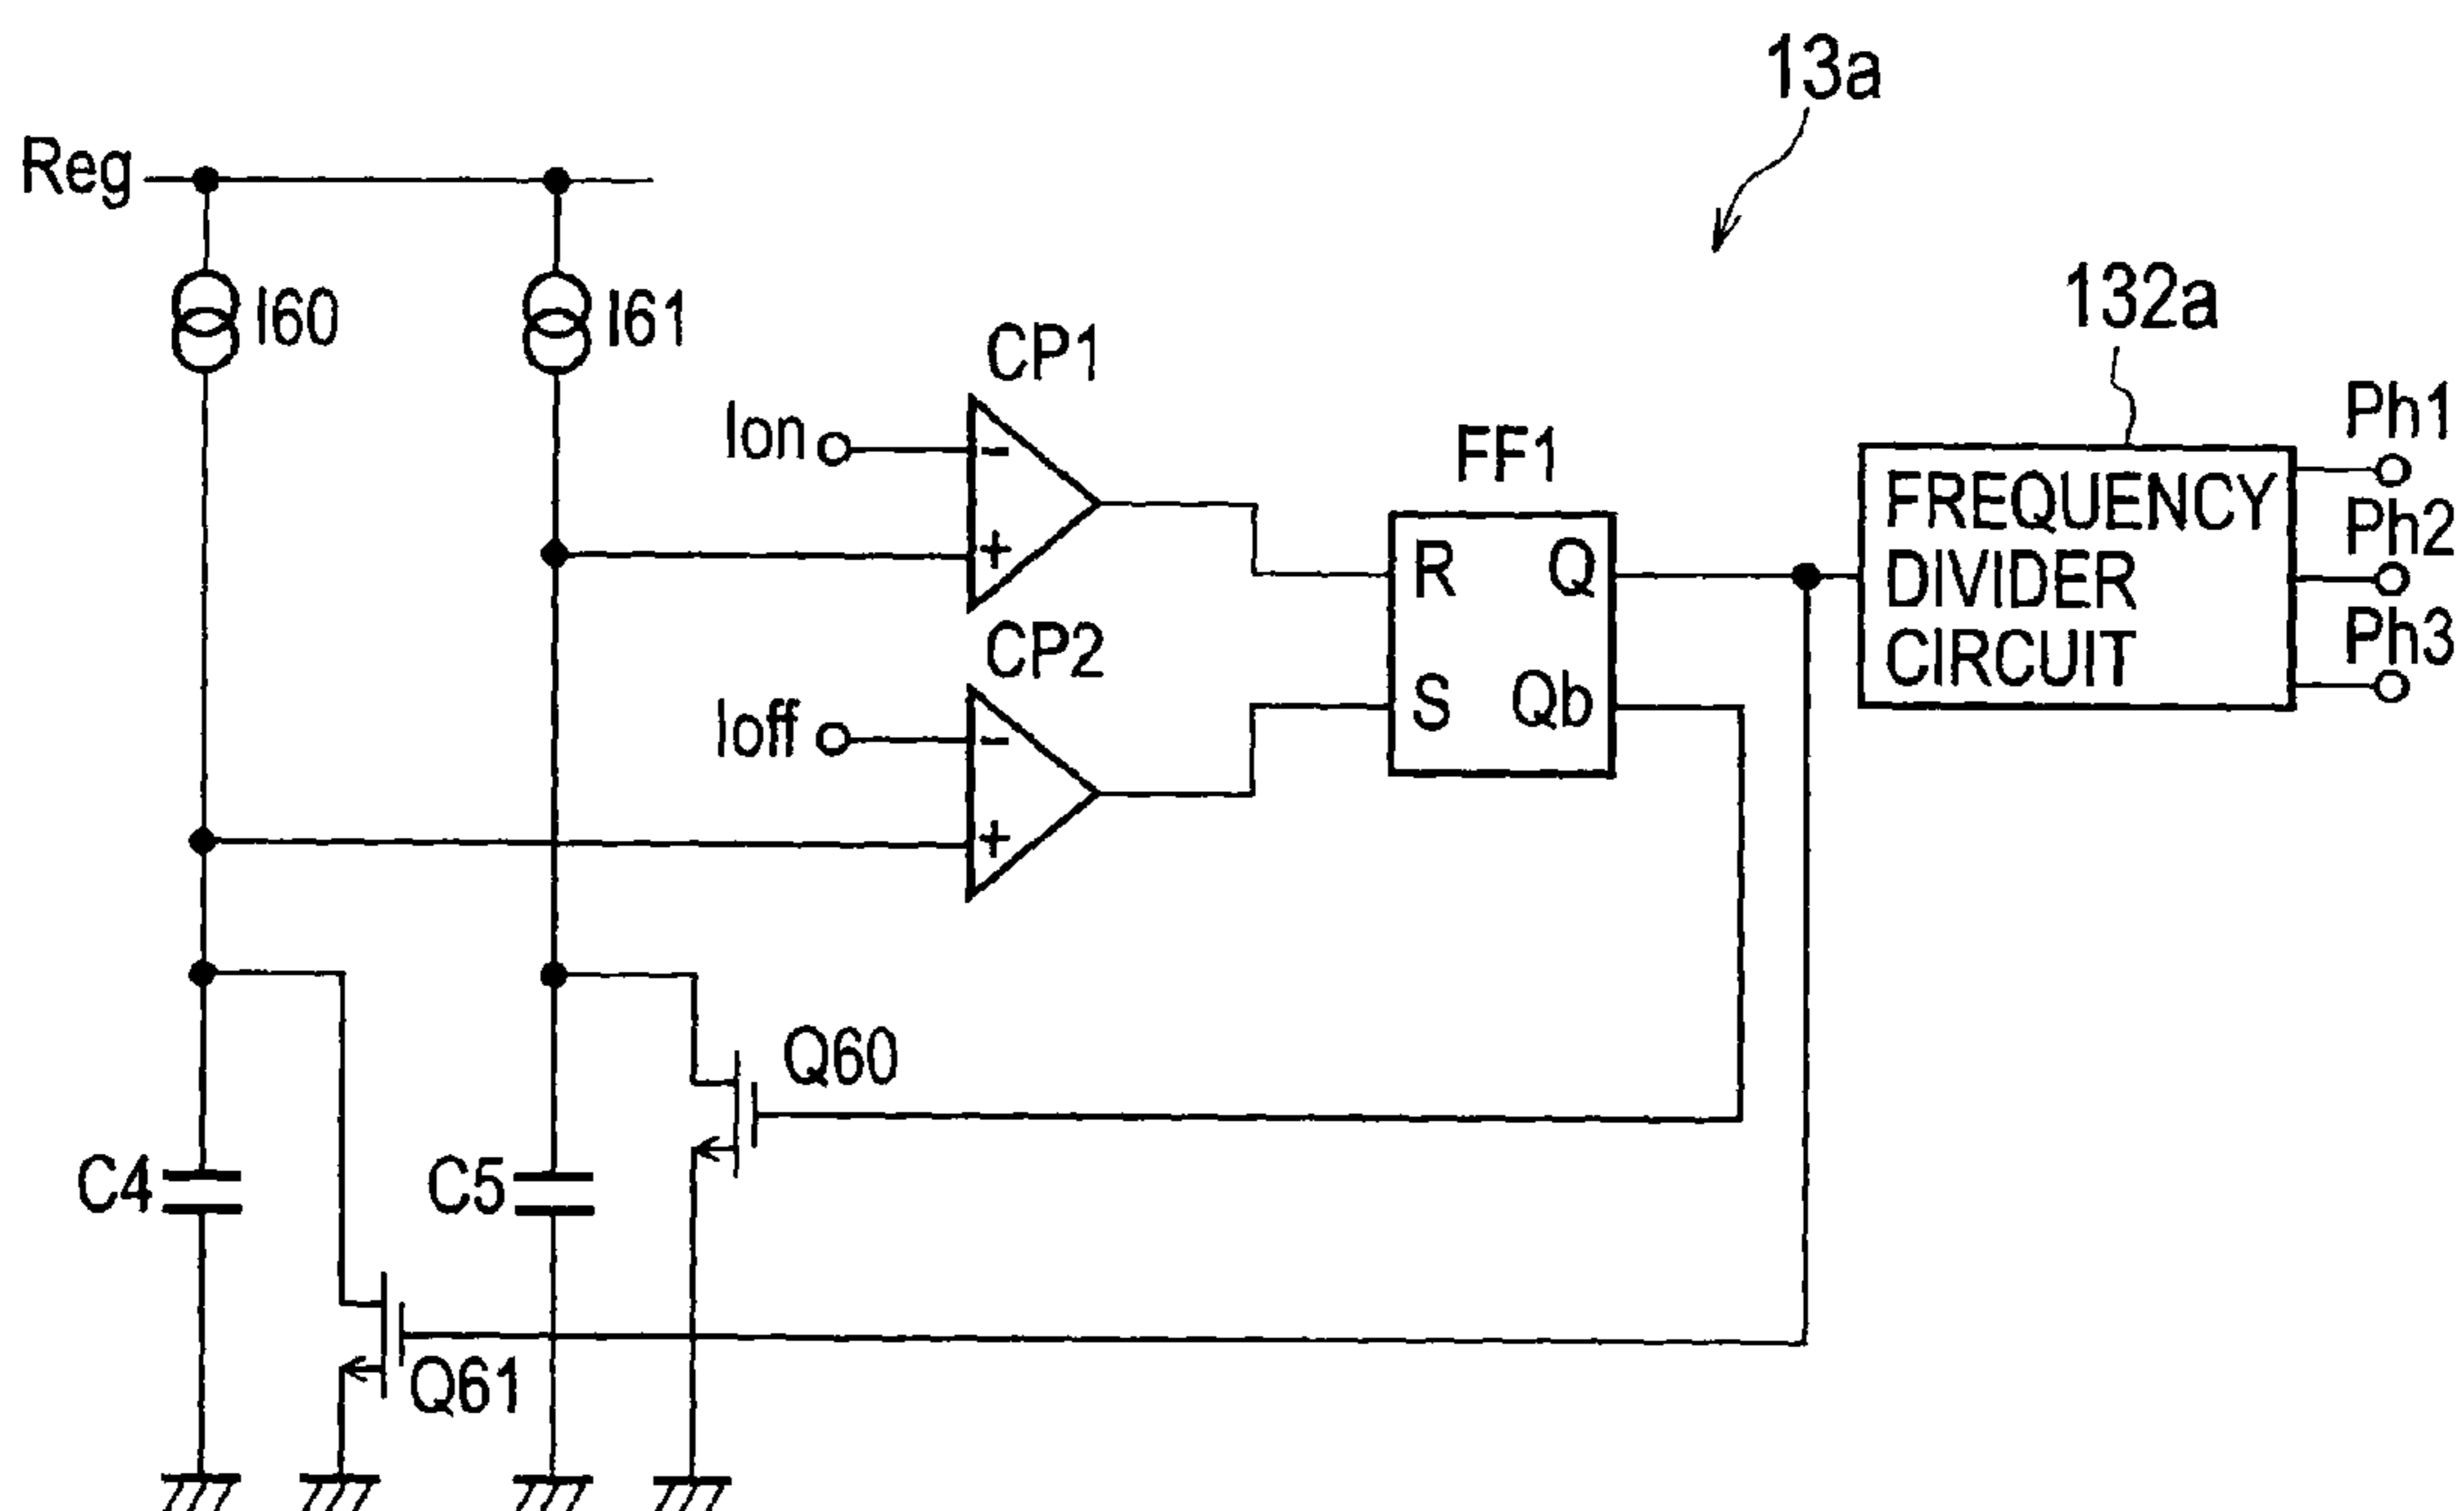 13a
Reg
132a
I60
I61
CP1
Ph1
Ion
-
FF1
FREQUENCY
DIVIDER
CIRCUIT
Ph2
+
R
Q
Ph3
CP2
Ioff
-
S
Qb
+
Q60
C4
C5
Q61